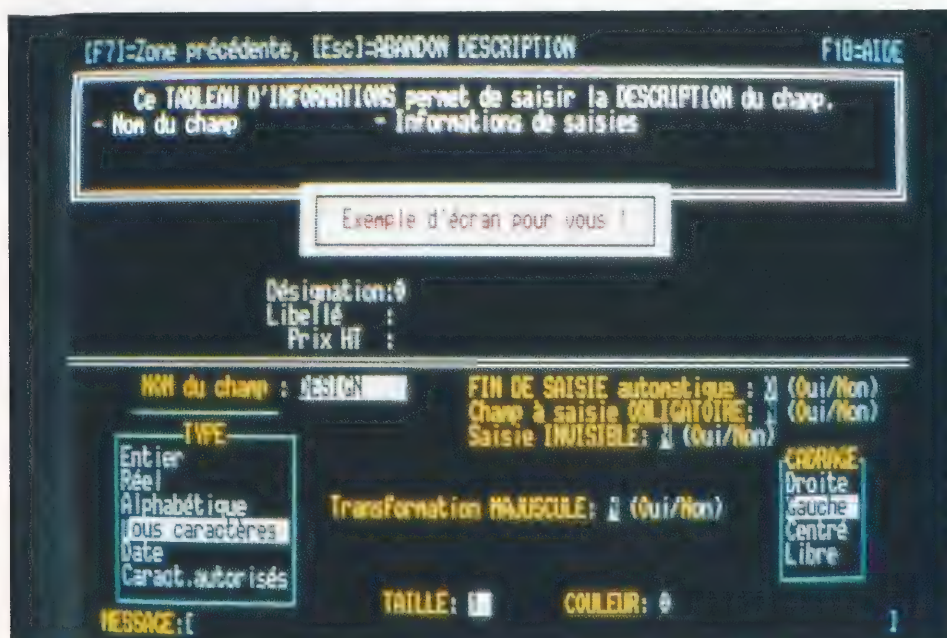 [F7]=Zone précédente, [Esc]=ABANDON DESCRIPTION F10=AIDE
Ce TABLEAU D'INFORMATIONS permet de saisir la DESCRIPTION du champ.
- Nom du champ - Informations de saisies
Exemple d'écran pour vous !
Désignation:
Libellé :
Prix HT :
NOM du champ : DESIGN
FIN DE SAISIE automatique : (Oui/Non)
Champ à saisie OBLIGATOIRE: (Oui/Non)
Saisie INVISIBLE: (Oui/Non)
TYPE
Entier
Réel
Alphabétique
Tous caractères
Date
Caract.autorisés
Transformation MAJUSCULE: (Oui/Non)
CADRAGE
Droite
Gauche
Centré
Libre
TAILLE: COULEUR:
MESSAGE:[ ]